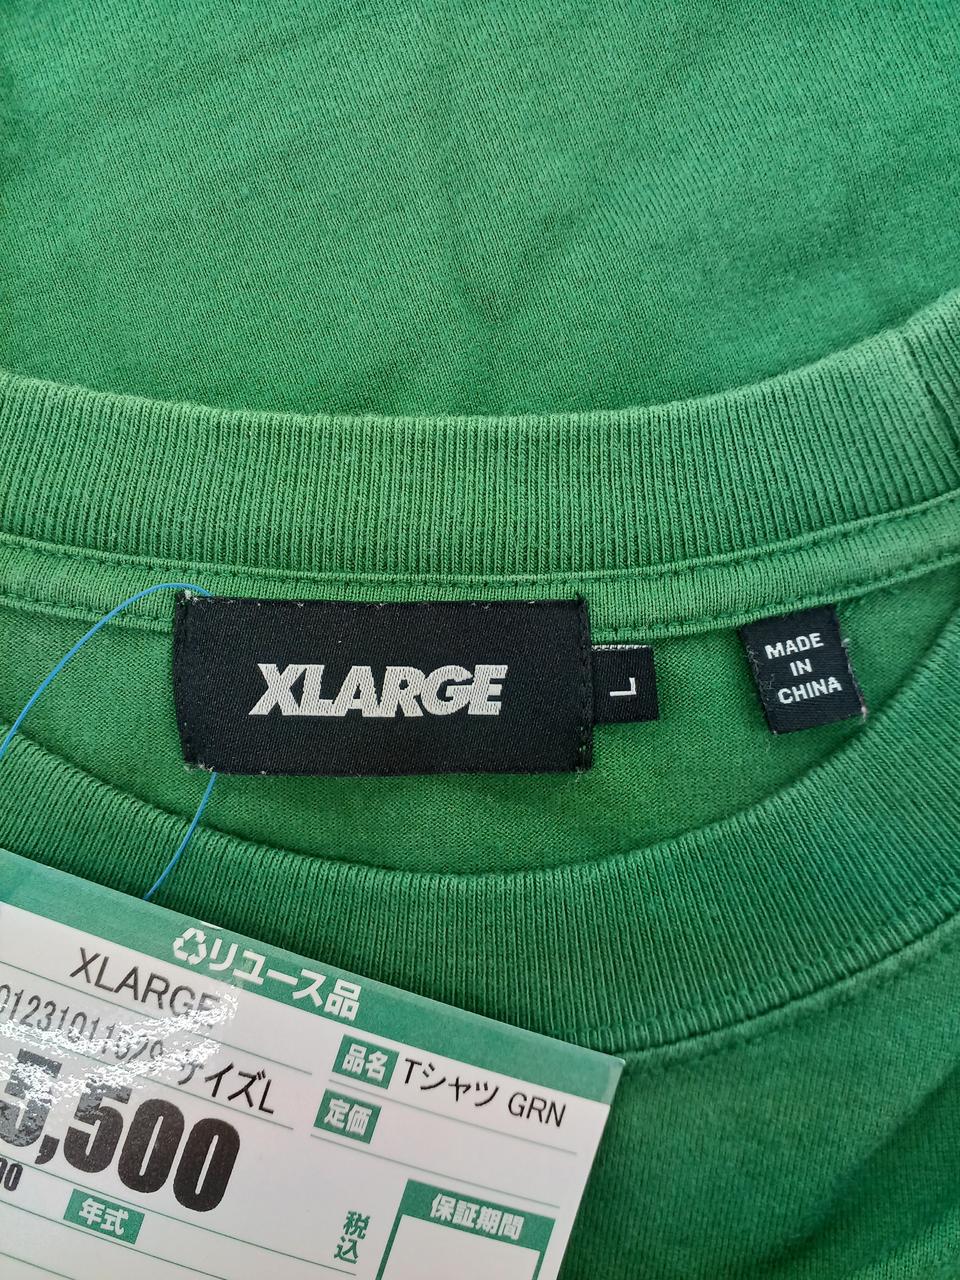 XLARGE
L
MADE
IN
CHINA
リユース品
XLARGE
サイズL
品名 Tシャツ GRN
定価
5,500
年式
税込
保証期間